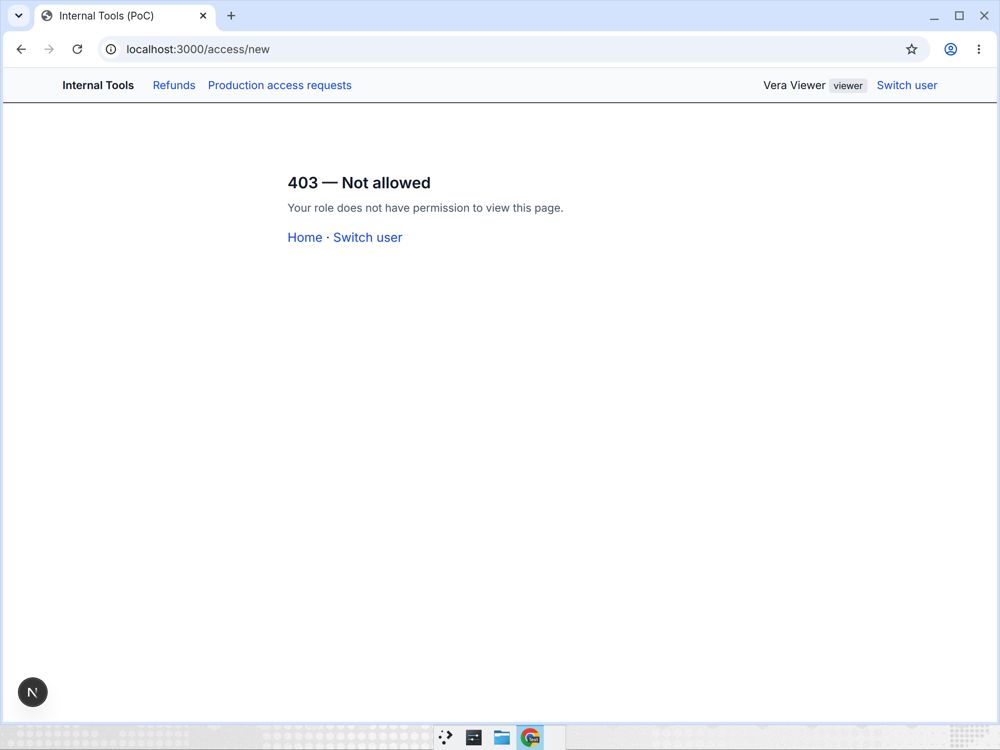 Internal Tools (PoC)
localhost:3000/access/new
Internal Tools Refunds Production access requests Vera Viewer viewer Switch user
403 — Not allowed
Your role does not have permission to view this page.
Home · Switch user
N